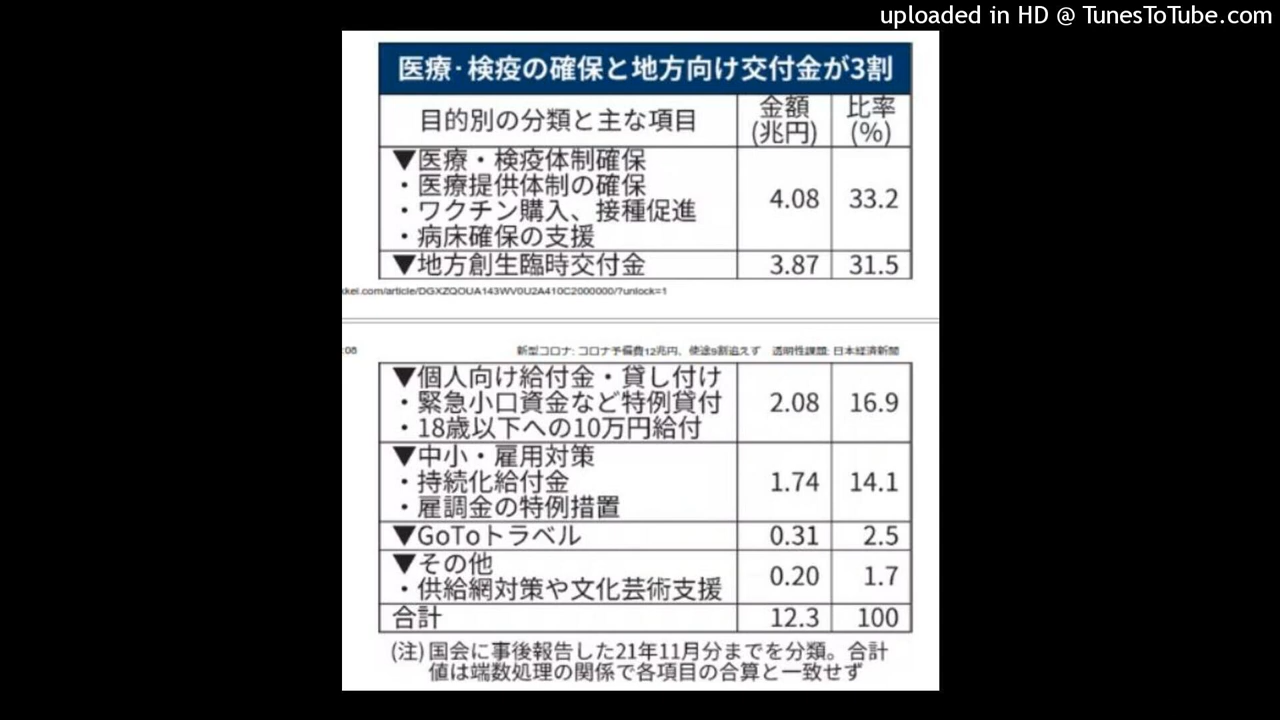 uploaded in HD @ TunesToTube.com
医療・検疫の確保と地方向け交付金が3割
目的別の分類と主な項目 金額(兆円) 比率(%)
▼医療・検疫体制確保
・医療提供体制の確保
・ワクチン購入、接種促進
・病床確保の支援
4.08 33.2
▼地方創生臨時交付金 3.87 31.5
kkei.com/article/DGXZQOUA143WV0U2A410C2000000/?unlock=1
:08 新型コロナ: コロナ予備費12兆円、使途9割追えず 透明性課題: 日本経済新聞
▼個人向け給付金・貸し付け
・緊急小口資金など特例貸付
・18歳以下への10万円給付
2.08 16.9
▼中小・雇用対策
・持続化給付金
・雇調金の特例措置
1.74 14.1
▼GoToトラベル 0.31 2.5
▼その他
・供給網対策や文化芸術支援
0.20 1.7
合計 12.3 100
(注) 国会に事後報告した21年11月分までを分類。合計
値は端数処理の関係で各項目の合算と一致せず